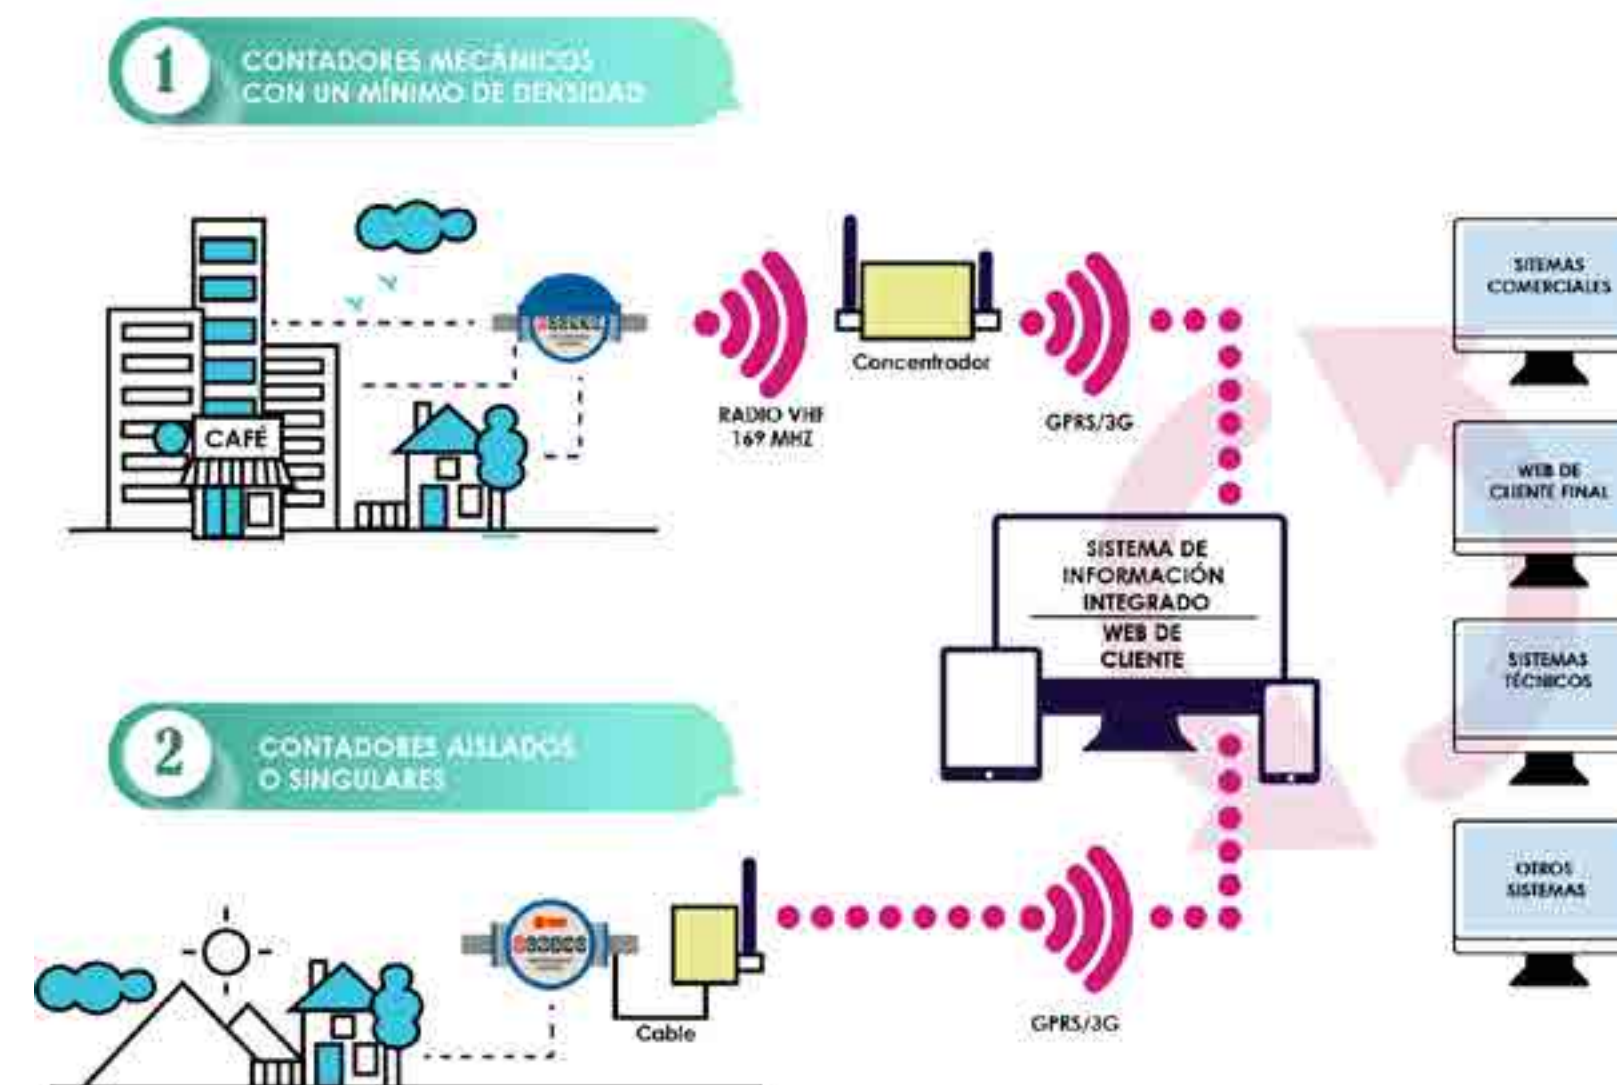 1
CONTADORES MECÁNICOS
CON UN MÍNIMO DE DENSIDAD
CAFÉ
RADIO VHF
169 MHZ
Concentrador
GPRS/3G
SISTEMA DE
INFORMACIÓN
INTEGRADO
WEB DE
CLIENTE
SITEMAS
COMERCIALES
WEB DE
CLIENTE FINAL
SISTEMAS
TÉCNICOS
OTROS
SISTEMAS
2
CONTADORES AISLADOS
O SINGULARES
Cable
GPRS/3G